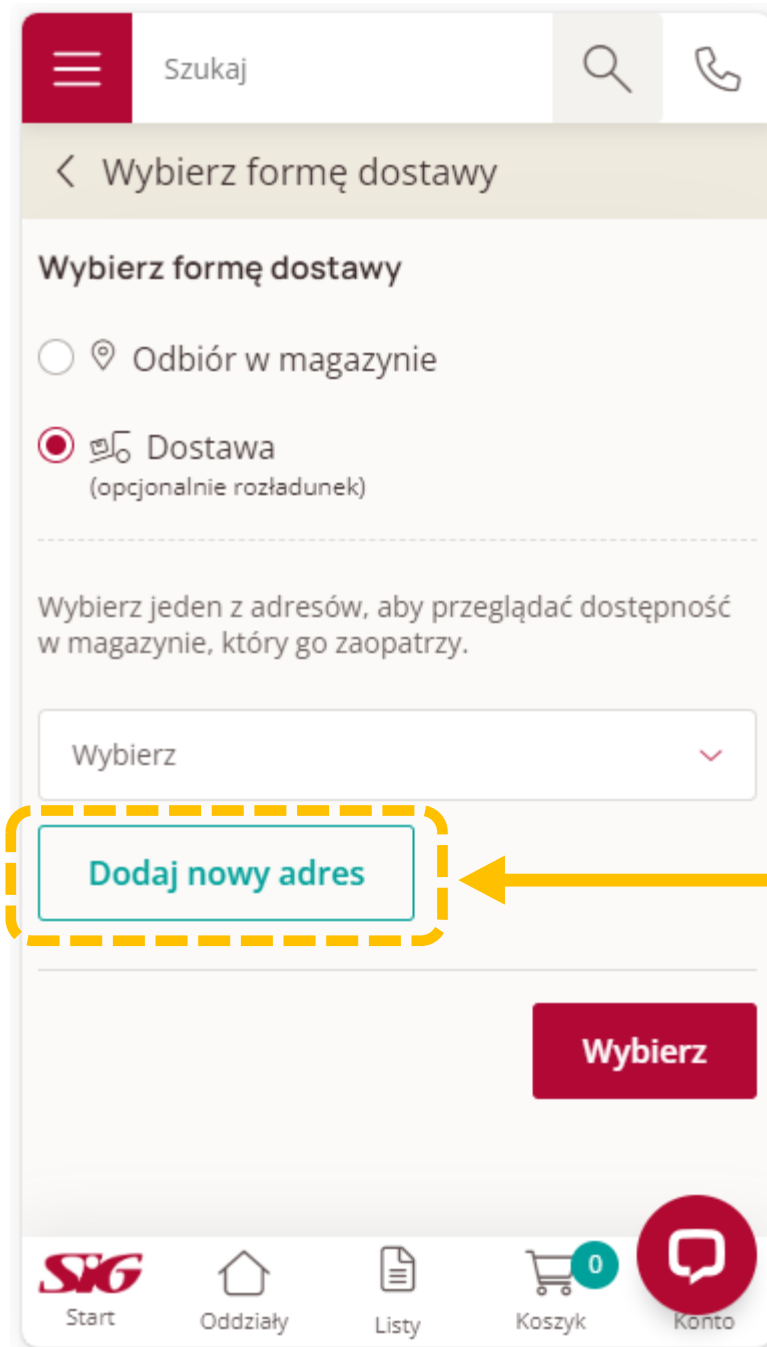 Szukaj
Wybierz formę dostawy
Wybierz formę dostawy
Odbiór w magazynie
Dostawa
(opcjonalnie rozładunek)
Wybierz jeden z adresów, aby przeglądać dostępność
w magazynie, który go zaopatrzy.
Wybierz
Dodaj nowy adres
Wybierz
SIG
0
Start
Oddziały
Listy
Koszyk
Konto